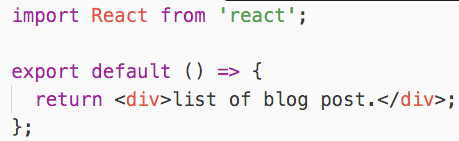 import React from 'react';
export default () => {
return <div>list of blog post.</div>;
};